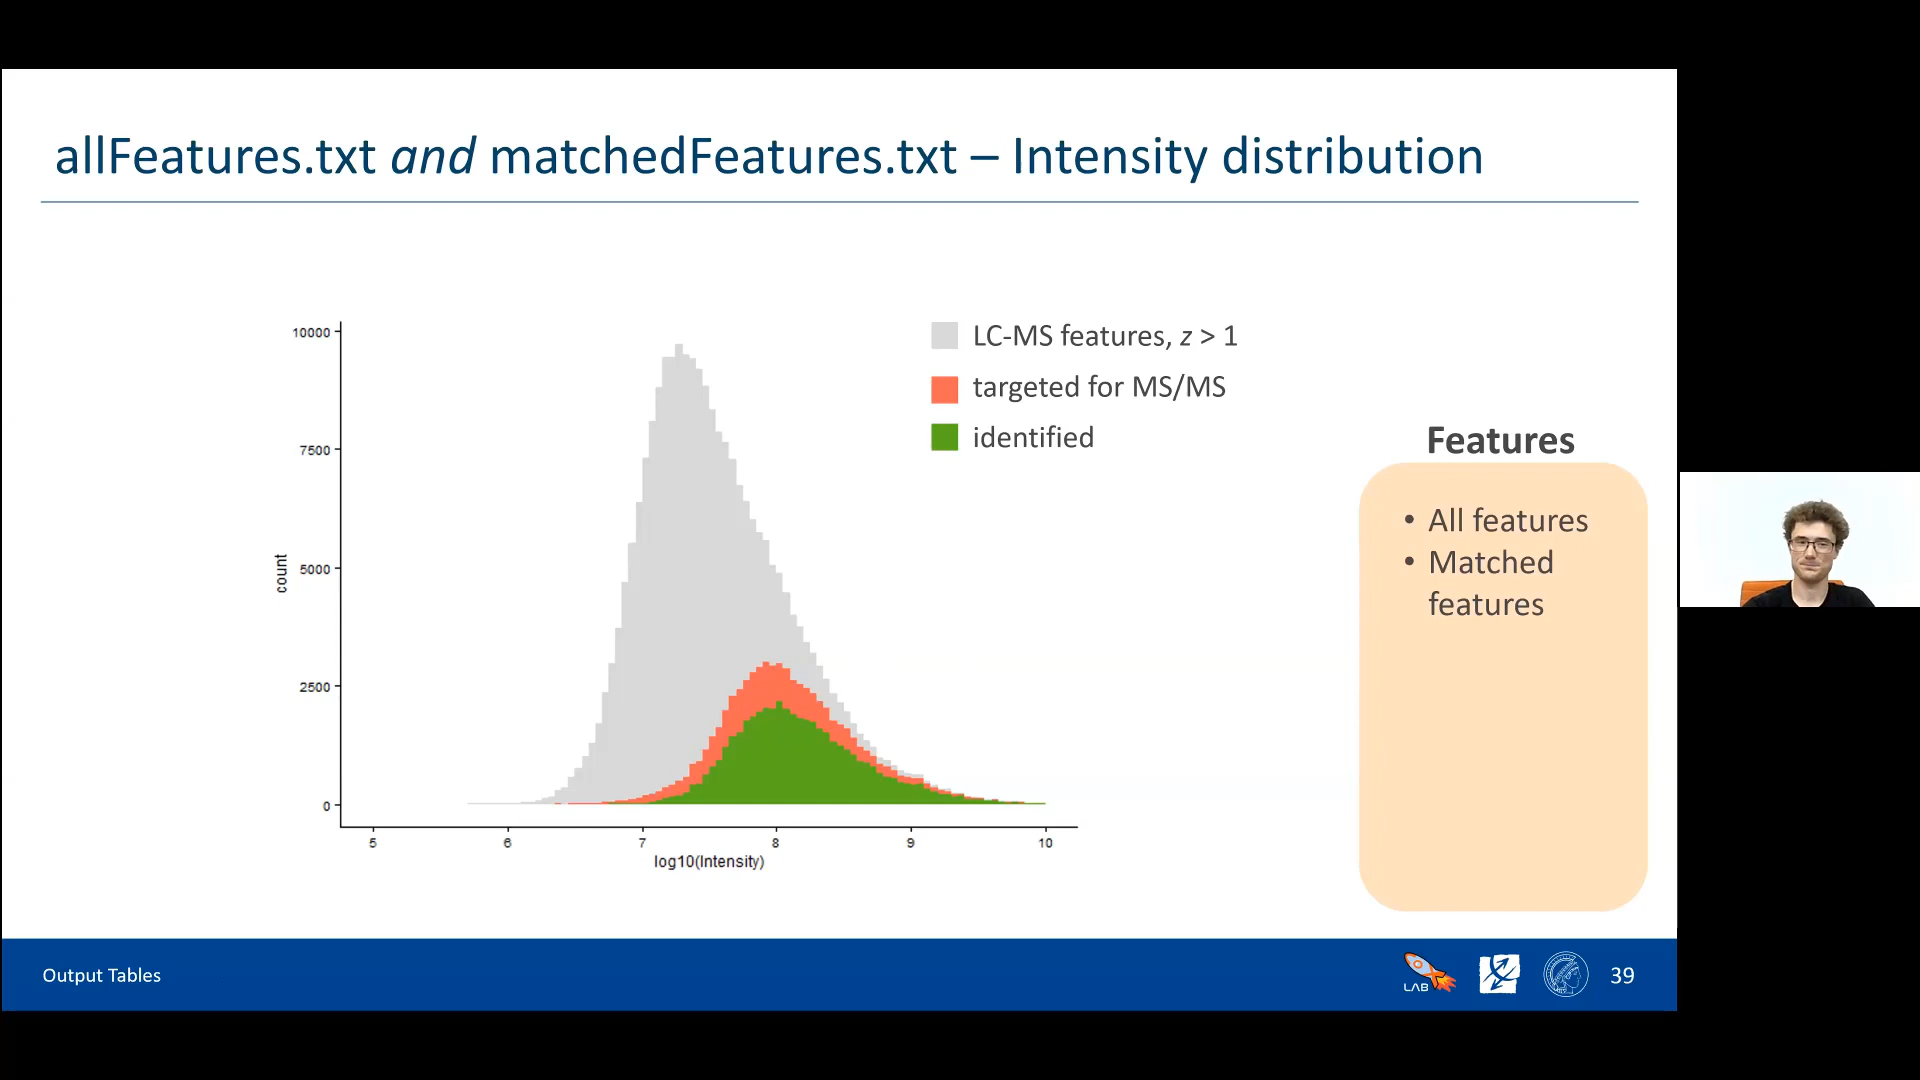 allFeatures.txt and matchedFeatures.txt – Intensity distribution
LC-MS features, z > 1
targeted for MS/MS
identified
10000
7500
5000
2500
0
count
5 6 7 8 9 10
log10(Intensity)
Features
• All features
• Matched
features
Output Tables
LAB
39